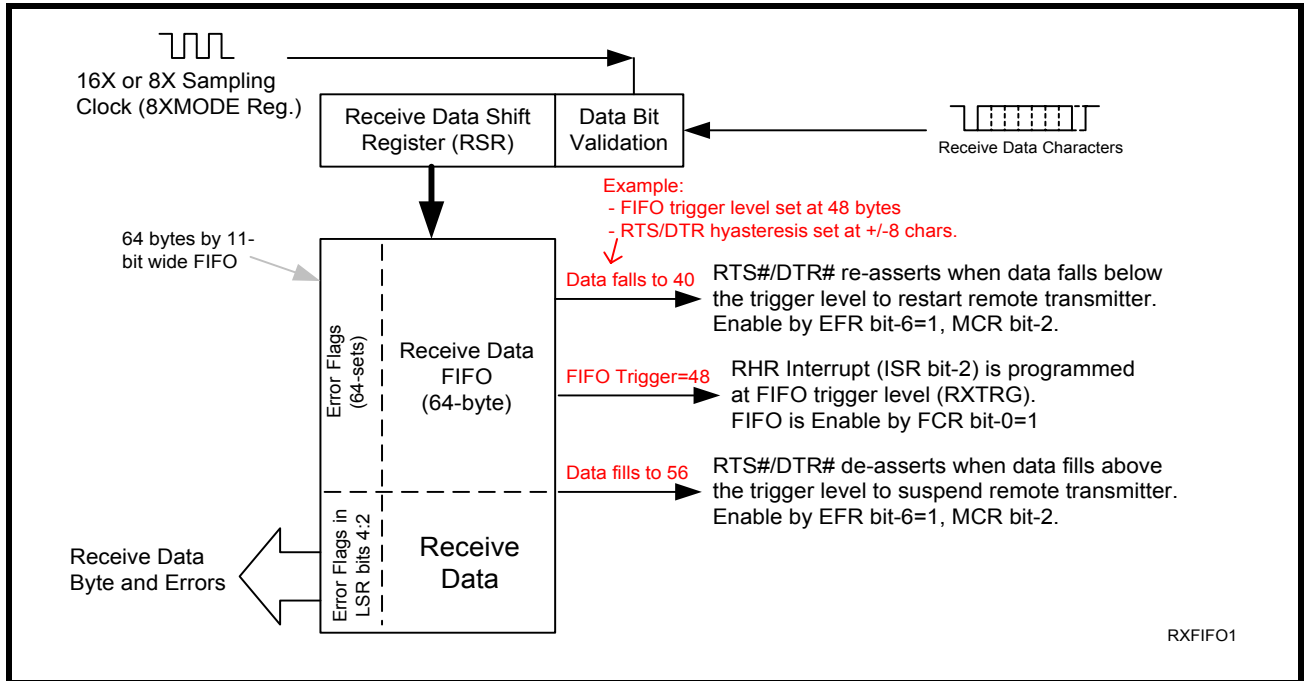 16X or 8X Sampling
Clock (8XMODE Reg.)
Receive Data Shift
Register (RSR)
Data Bit
Validation
Receive Data Characters
Example:
- FIFO trigger level set at 48 bytes
- RTS/DTR hyasteresis set at +/-8 chars.
64 bytes by 11-
bit wide FIFO
Error Flags
(64-sets)
Receive Data
FIFO
(64-byte)
Data falls to 40
RTS#/DTR# re-asserts when data falls below
the trigger level to restart remote transmitter.
Enable by EFR bit-6=1, MCR bit-2.
FIFO Trigger=48
RHR Interrupt (ISR bit-2) is programmed
at FIFO trigger level (RXTRG).
FIFO is Enable by FCR bit-0=1
Data fills to 56
RTS#/DTR# de-asserts when data fills above
the trigger level to suspend remote transmitter.
Enable by EFR bit-6=1, MCR bit-2.
Error Flags in
LSR bits 4:2
Receive
Data
Receive Data
Byte and Errors
RXFIFO1